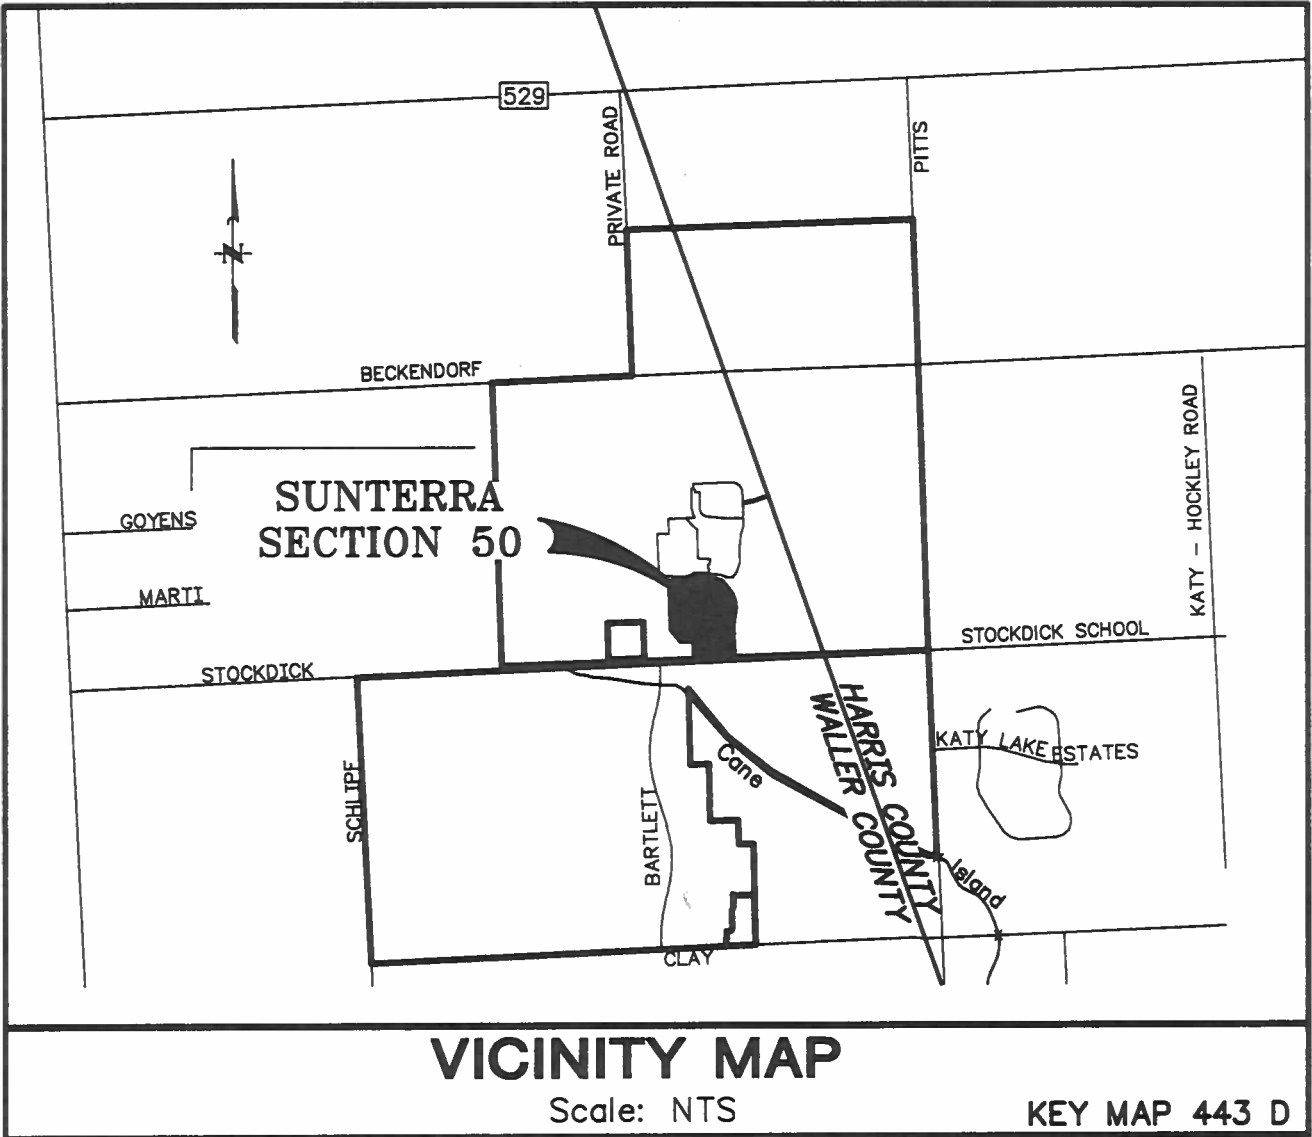 529
PRIVATE ROAD
PITTS
N
BECKENDORF
KATY - HOCKLEY ROAD
SUNTERRA
SECTION 50
GOYENS
MARTI
STOCKDICK SCHOOL
STOCKDICK
HARRIS COUNTY
WALLER COUNTY
KATY LAKE ESTATES
Cane
SCHLIPF
BARTLETT
Island
CLAY
VICINITY MAP
Scale: NTS
KEY MAP 443 D